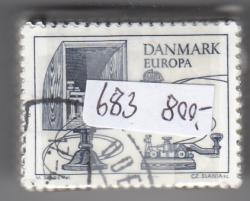 DANMARK
EUROPA
683 800,-
CZ. SLANIA sc.